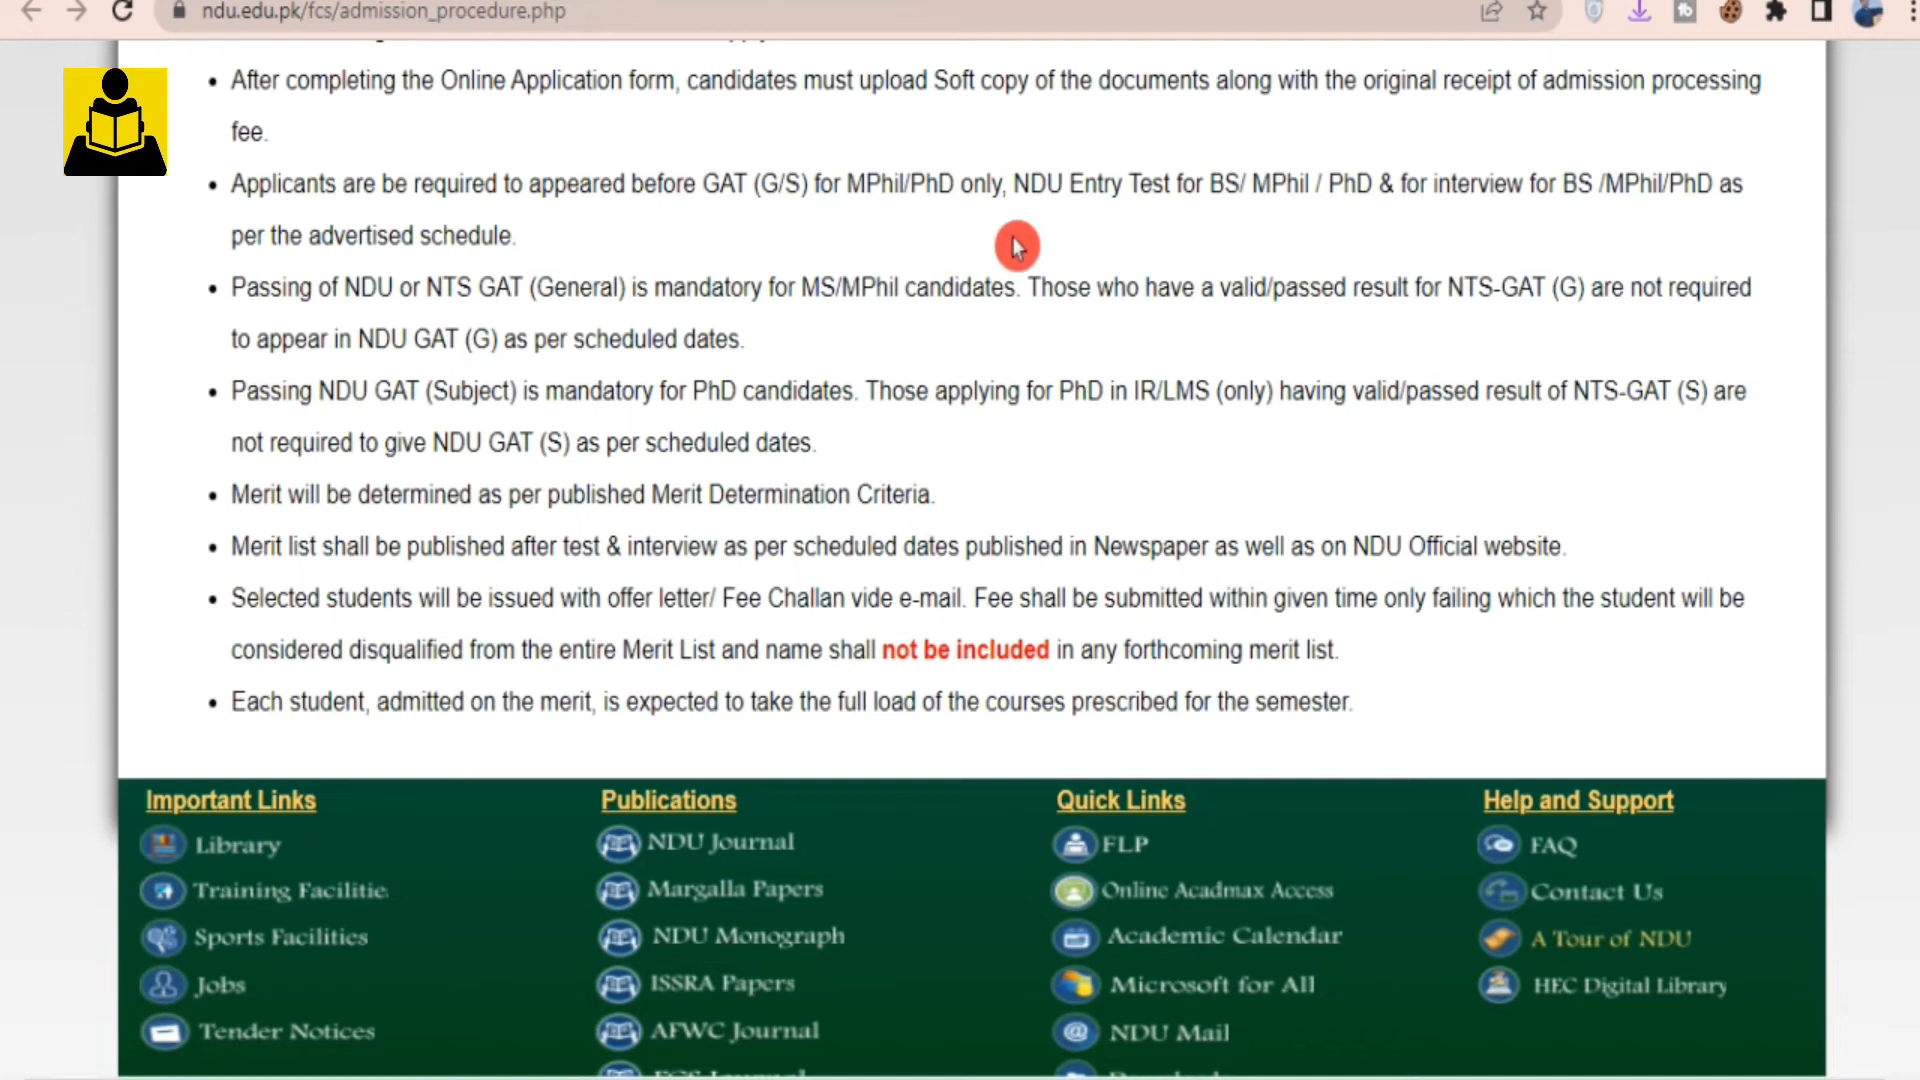 ndu.edu.pk/fcs/admission_procedure.php
After completing the Online Application form, candidates must upload Soft copy of the documents along with the original receipt of admission processing
fee.
Applicants are be required to appeared before GAT (G/S) for MPhil/PhD only, NDU Entry Test for BS/ MPhil / PhD & for interview for BS /MPhil/PhD as
per the advertised schedule.
Passing of NDU or NTS GAT (General) is mandatory for MS/MPhil candidates. Those who have a valid/passed result for NTS-GAT (G) are not required
to appear in NDU GAT (G) as per scheduled dates.
Passing NDU GAT (Subject) is mandatory for PhD candidates. Those applying for PhD in IR/LMS (only) having valid/passed result of NTS-GAT (S) are
not required to give NDU GAT (S) as per scheduled dates.
Merit will be determined as per published Merit Determination Criteria.
Merit list shall be published after test & interview as per scheduled dates published in Newspaper as well as on NDU Official website.
Selected students will be issued with offer letter/ Fee Challan vide e-mail. Fee shall be submitted within given time only failing which the student will be
considered disqualified from the entire Merit List and name shall not be included in any forthcoming merit list.
Each student, admitted on the merit, is expected to take the full load of the courses prescribed for the semester.
Important Links
Library
Training Facilitie
Sports Facilities
Jobs
Tender Notices
Publications
NDU Journal
Margalla Papers
NDU Monograph
ISSRA Papers
AFWC Journal
Quick Links
FLP
Online Acadmax Access
Academic Calendar
Microsoft for All
NDU Mail
Help and Support
FAQ
Contact Us
A Tour of NDU
HEC Digital Library